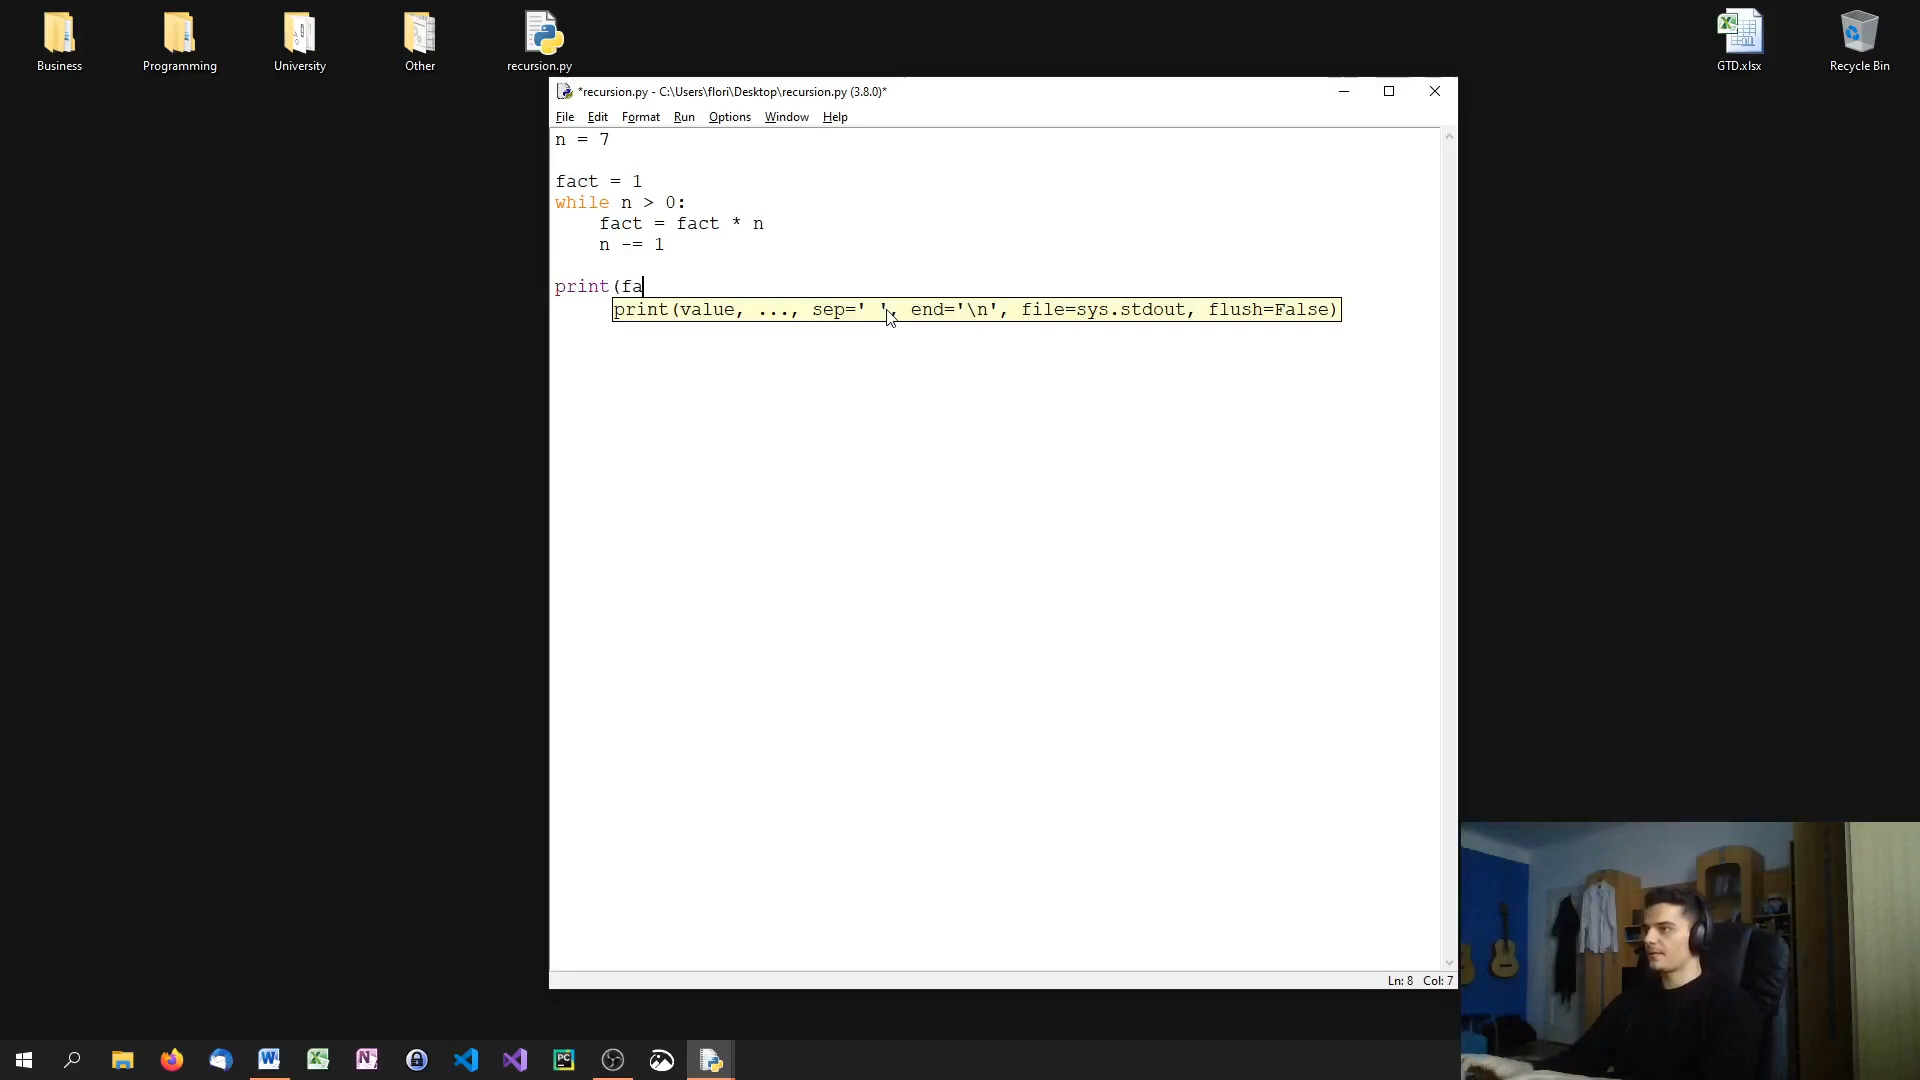 Business
Programming
University
Other
recursion.py
GTD.xlsx
Recycle Bin
*recursion.py - C:\Users\flori\Desktop\recursion.py (3.8.0)*
File Edit Format Run Options Window Help
n = 7
fact = 1
while n > 0:
    fact = fact * n
    n -= 1
print(fa
print(value, ..., sep=' ', end='\n', file=sys.stdout, flush=False)
Ln: 8 Col: 7